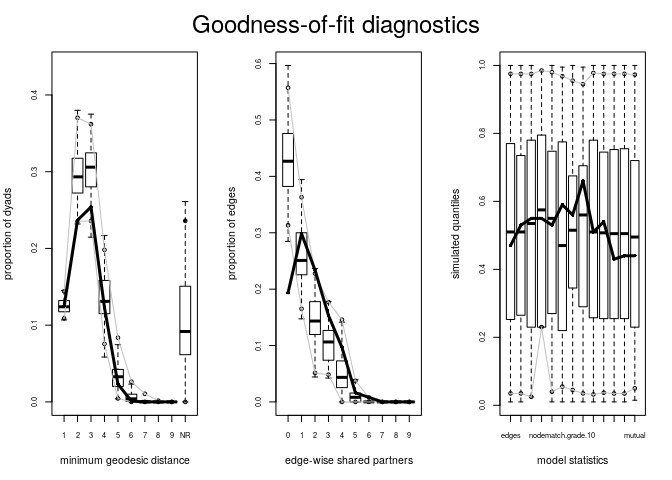 Goodness-of-fit diagnostics
proportion of dyads
0.0
0.1
0.2
0.3
0.4
1 2 3 4 5 6 7 8 9 NR
minimum geodesic distance
proportion of edges
0.0
0.1
0.2
0.3
0.4
0.5
0.6
0 1 2 3 4 5 6 7 8 9
edge-wise shared partners
simulated quantiles
0.0
0.2
0.4
0.6
0.8
1.0
edges nodematch.grade.10 mutual
model statistics